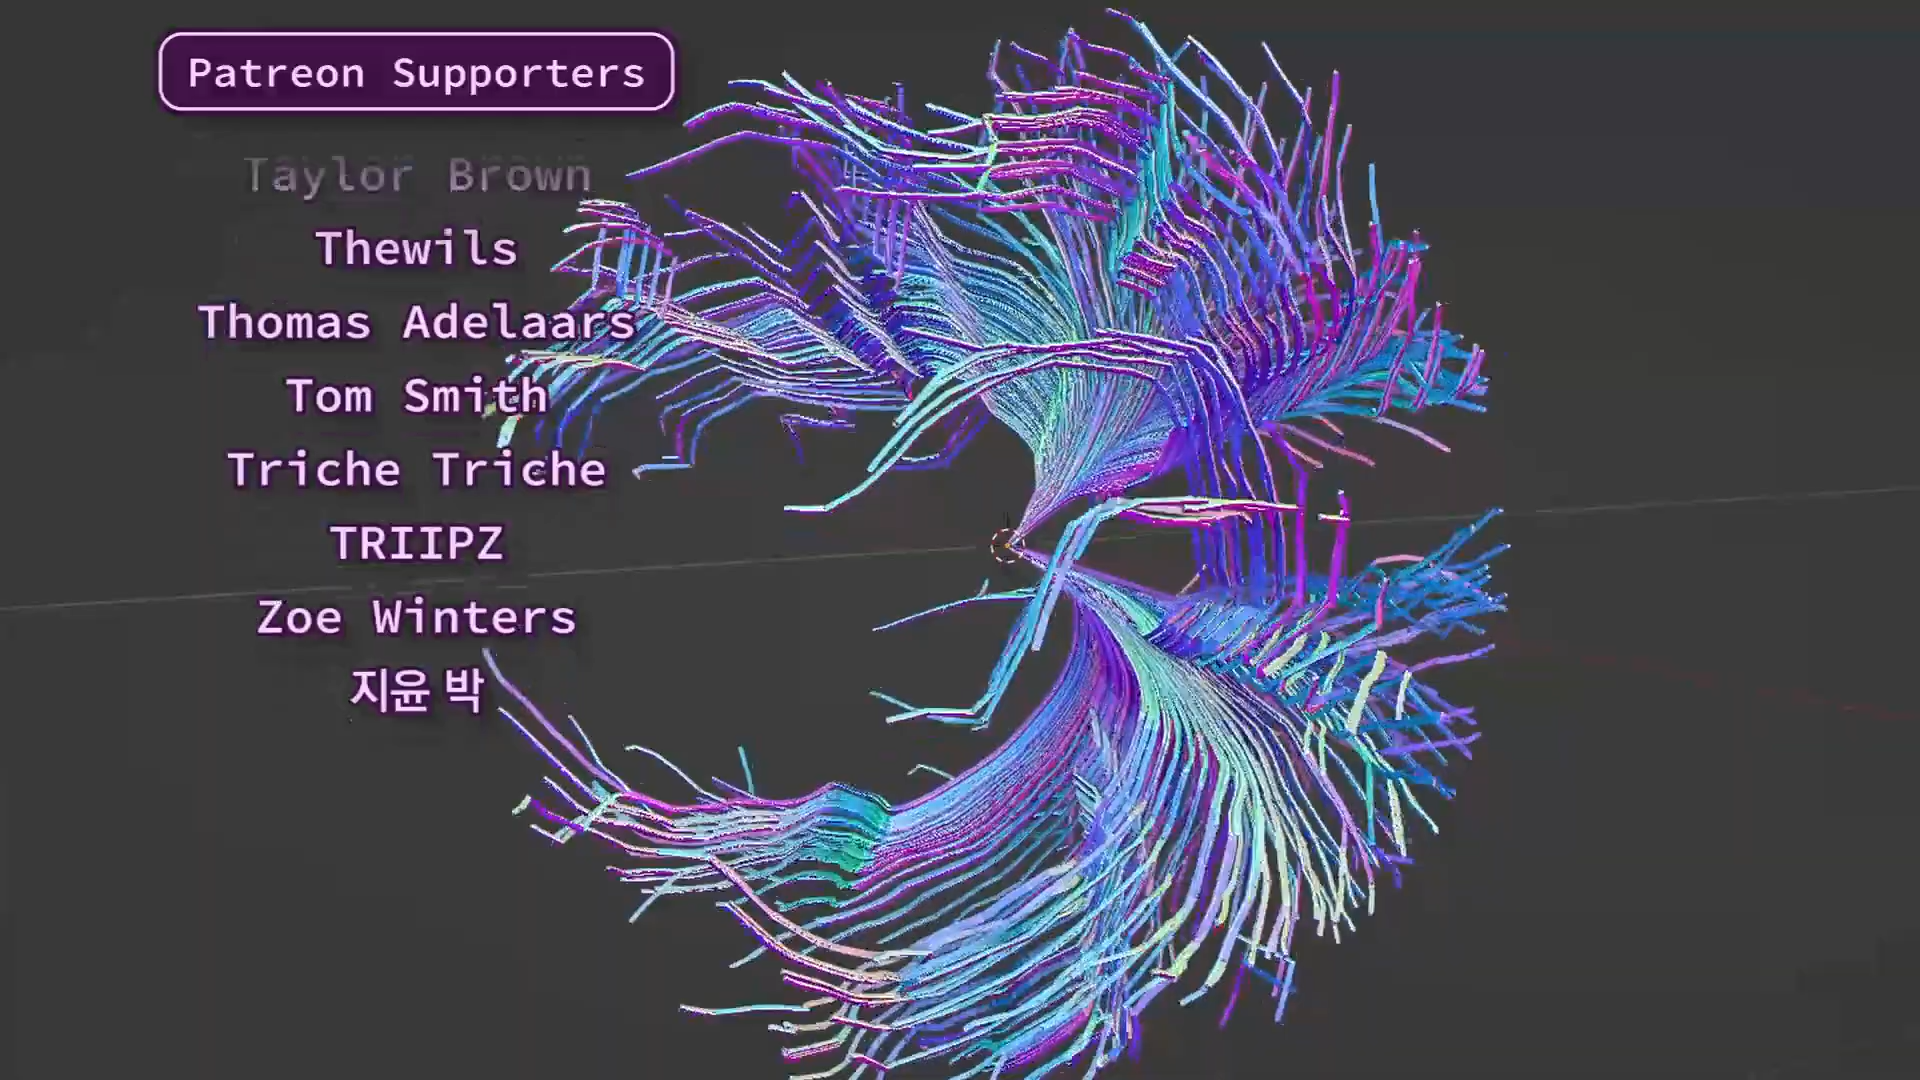 Patreon Supporters
Taylor Brown
Thewils
Thomas Adelaars
Tom Smith
Triche Triche
TRIIPZ
Zoe Winters
지윤 박